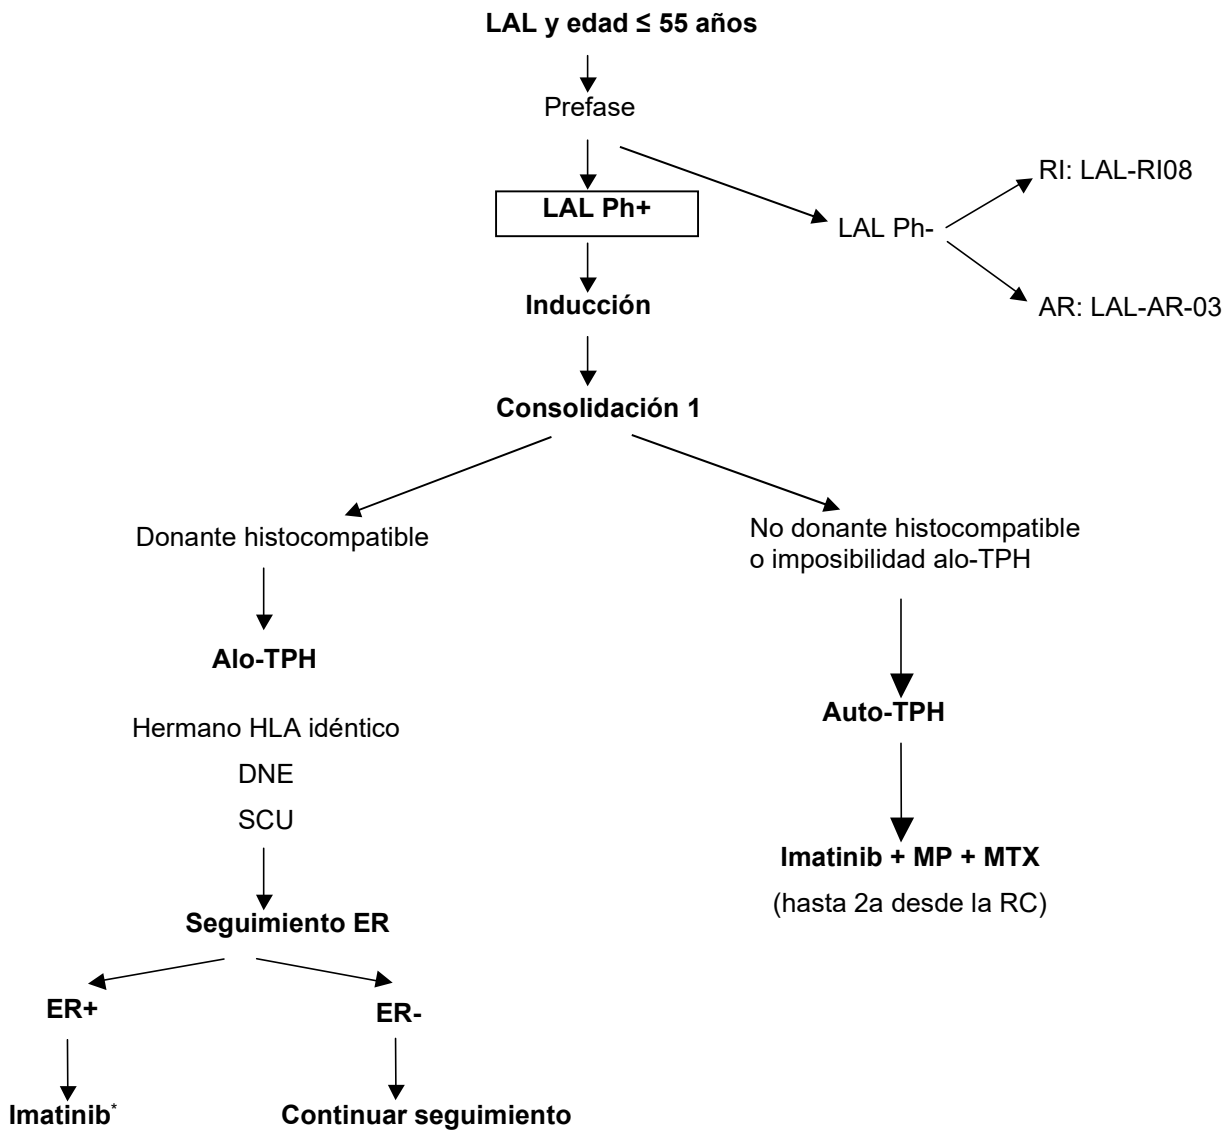 LAL y edad ≤ 55 años
Prefase
RI: LAL-RI08
LAL Ph+
LAL Ph-
Inducción
AR: LAL-AR-03
Consolidación 1
Donante histocompatible
No donante histocompatible
o imposibilidad alo-TPH
Alo-TPH
Auto-TPH
Hermano HLA idéntico
DNE
SCU
Imatinib + MP + MTX
(hasta 2a desde la RC)
Seguimiento ER
ER+
ER-
Imatinib*
Continuar seguimiento